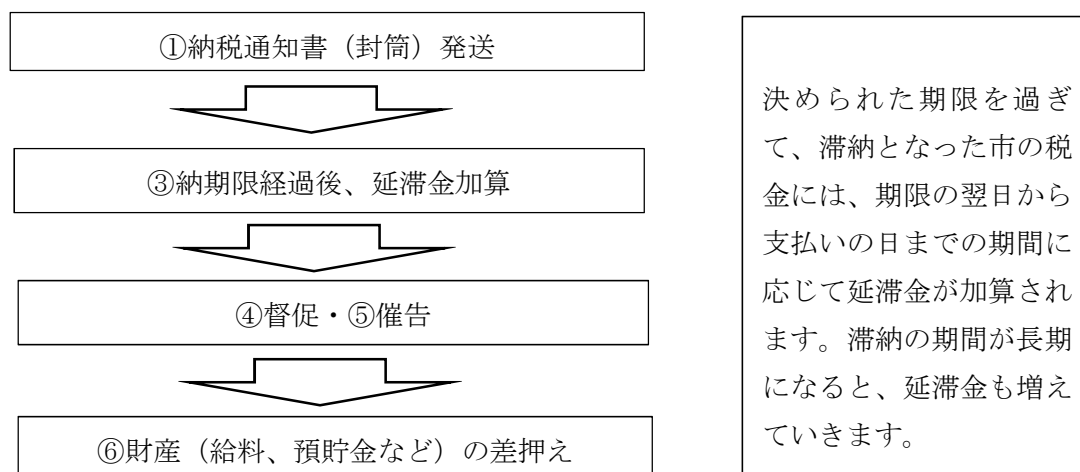 ①納税通知書（封筒）発送
③納期限経過後、延滞金加算
④督促・⑤催告
⑥財産（給料、預貯金など）の差押え
決められた期限を過ぎ
て、滞納となった市の税
金には、期限の翌日から
支払いの日までの期間に
応じて延滞金が加算され
ます。滞納の期間が長期
になると、延滞金も増え
ていきます。